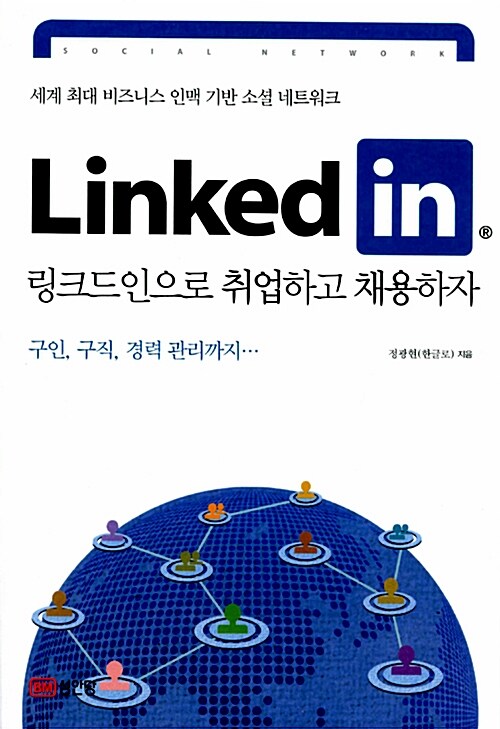 SOCIAL NETWORK
세계 최대 비즈니스 인맥 기반 소셜 네트워크
Linked in ®
링크드인으로 취업하고 채용하자
구인, 구직, 경력 관리까지…
정광현(한글로) 지음
BM 성안당